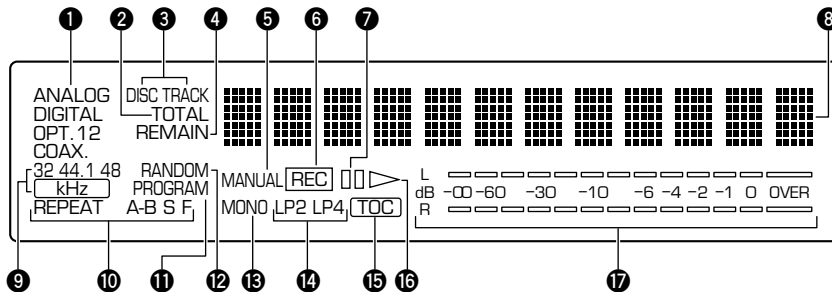 ❶ ❷ ❸ ❹ ❺ ❻ ❼ ❽
ANALOG DISC TRACK
DIGITAL TOTAL
OPT. 12 REMAIN
COAX.
32 44.1 48 RANDOM MANUAL REC L
kHz PROGRAM dB -∞ -60 -30 -10 -6 -4 -2 -1 0 OVER
REPEAT A-B S F MONO LP2 LP4 TOC R
❾ ❿ ⓫ ⓬ ⓭ ⓮ ⓯ ⓰ ⓱